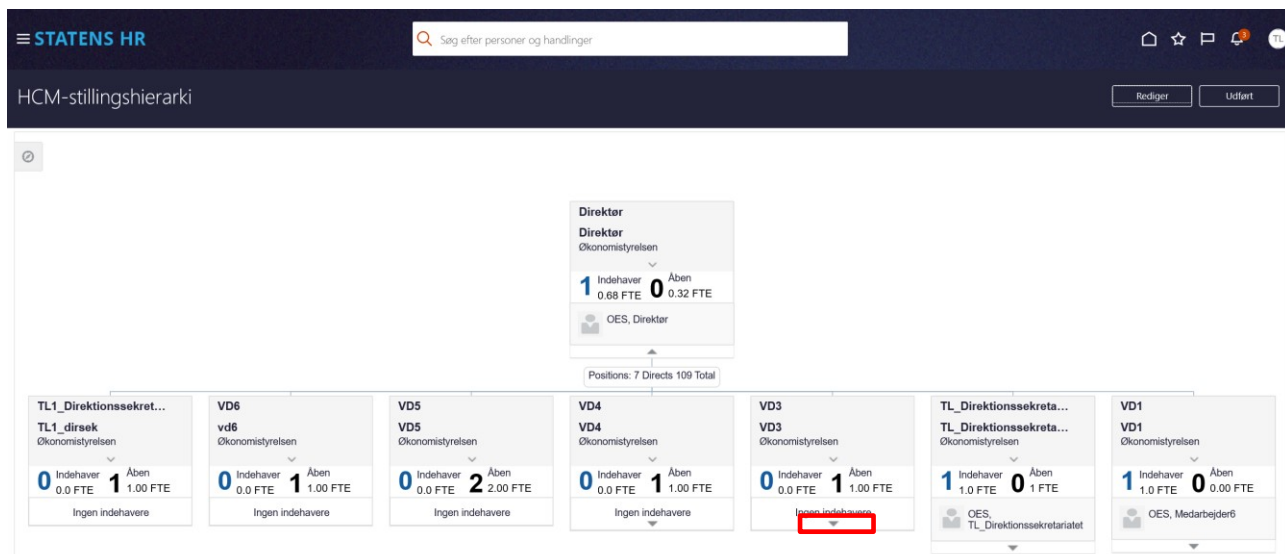 STATENS HR
Søg efter personer og handlinger
3
TL
HCM-stillingshierarki
Rediger
Udført
Direktør
Direktør
Økonomistyrelsen
1 Indehaver 0.68 FTE 0 Åben 0.32 FTE
OES, Direktør
Positions: 7 Directs 109 Total
TL1_Direktionssekret...
TL1_dirsek
Økonomistyrelsen
0 Indehaver 0.0 FTE 1 Åben 1.00 FTE
Ingen indehavere
VD6
vd6
Økonomistyrelsen
0 Indehaver 0.0 FTE 1 Åben 1.00 FTE
Ingen indehavere
VD5
VD5
Økonomistyrelsen
0 Indehaver 0.0 FTE 2 Åben 2.00 FTE
Ingen indehavere
VD4
VD4
Økonomistyrelsen
0 Indehaver 0.0 FTE 1 Åben 1.00 FTE
Ingen indehavere
VD3
VD3
Økonomistyrelsen
0 Indehaver 0.0 FTE 1 Åben 1.00 FTE
Ingen indehavere
TL_Direktionssekreta...
TL_Direktionssekreta...
Økonomistyrelsen
1 Indehaver 1.0 FTE 0 Åben 1 FTE
OES,
TL_Direktionssekretariatet
VD1
VD1
Økonomistyrelsen
1 Indehaver 1.0 FTE 0 Åben 0.00 FTE
OES, Medarbejder6